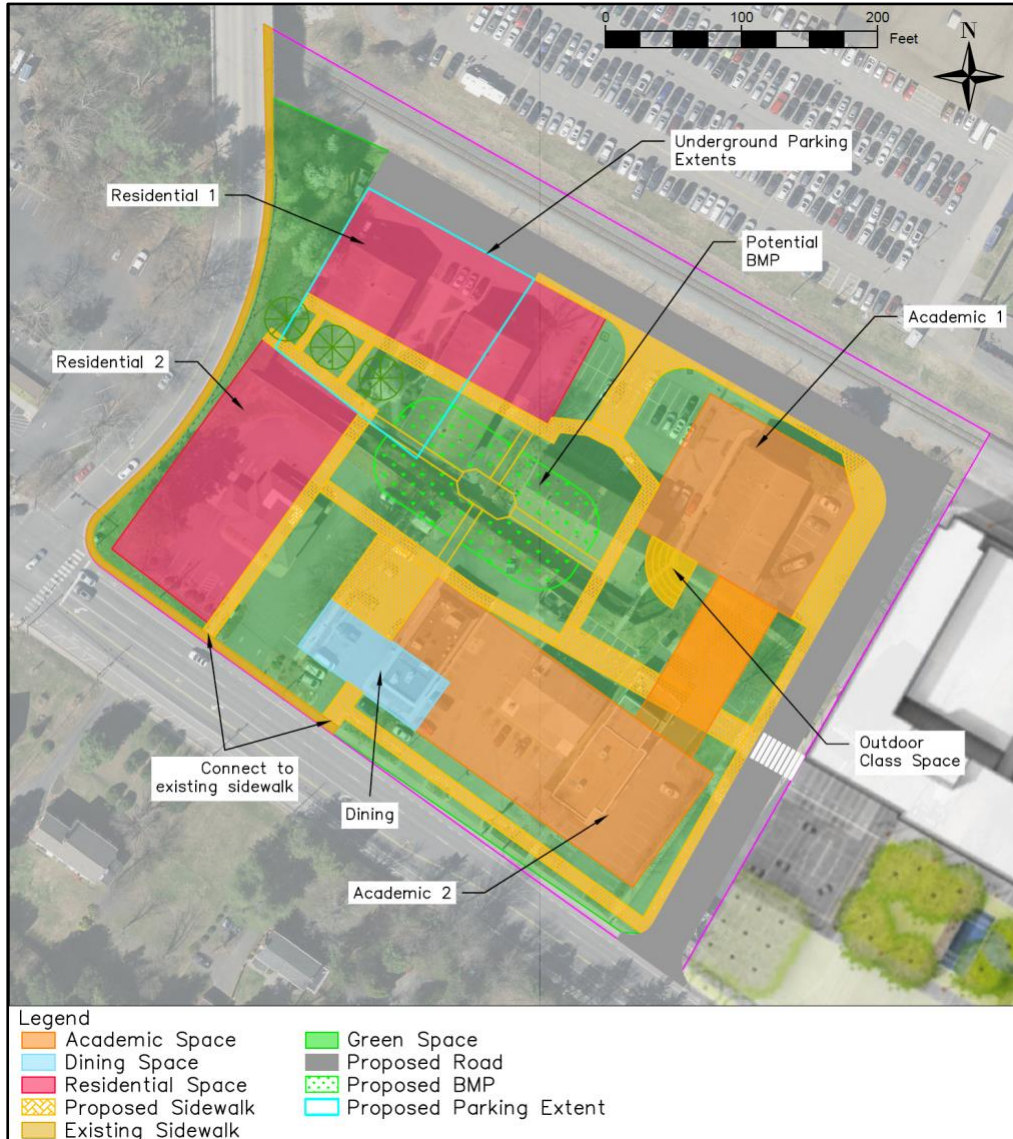 0 100 200
Feet
N
Underground Parking
Extents
Residential 1
Potential
BMP
Academic 1
Residential 2
Outdoor
Class Space
Connect to
existing sidewalk
Dining
Academic 2
Legend
Academic Space
Dining Space
Residential Space
Proposed Sidewalk
Existing Sidewalk
Green Space
Proposed Road
Proposed BMP
Proposed Parking Extent